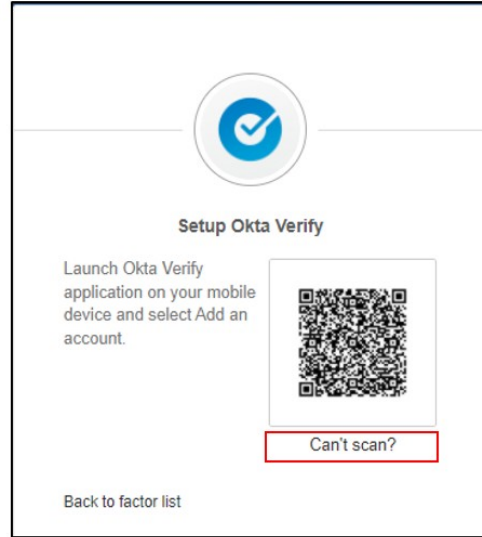 Setup Okta Verify
Launch Okta Verify
application on your mobile
device and select Add an
account.
Can't scan?
Back to factor list